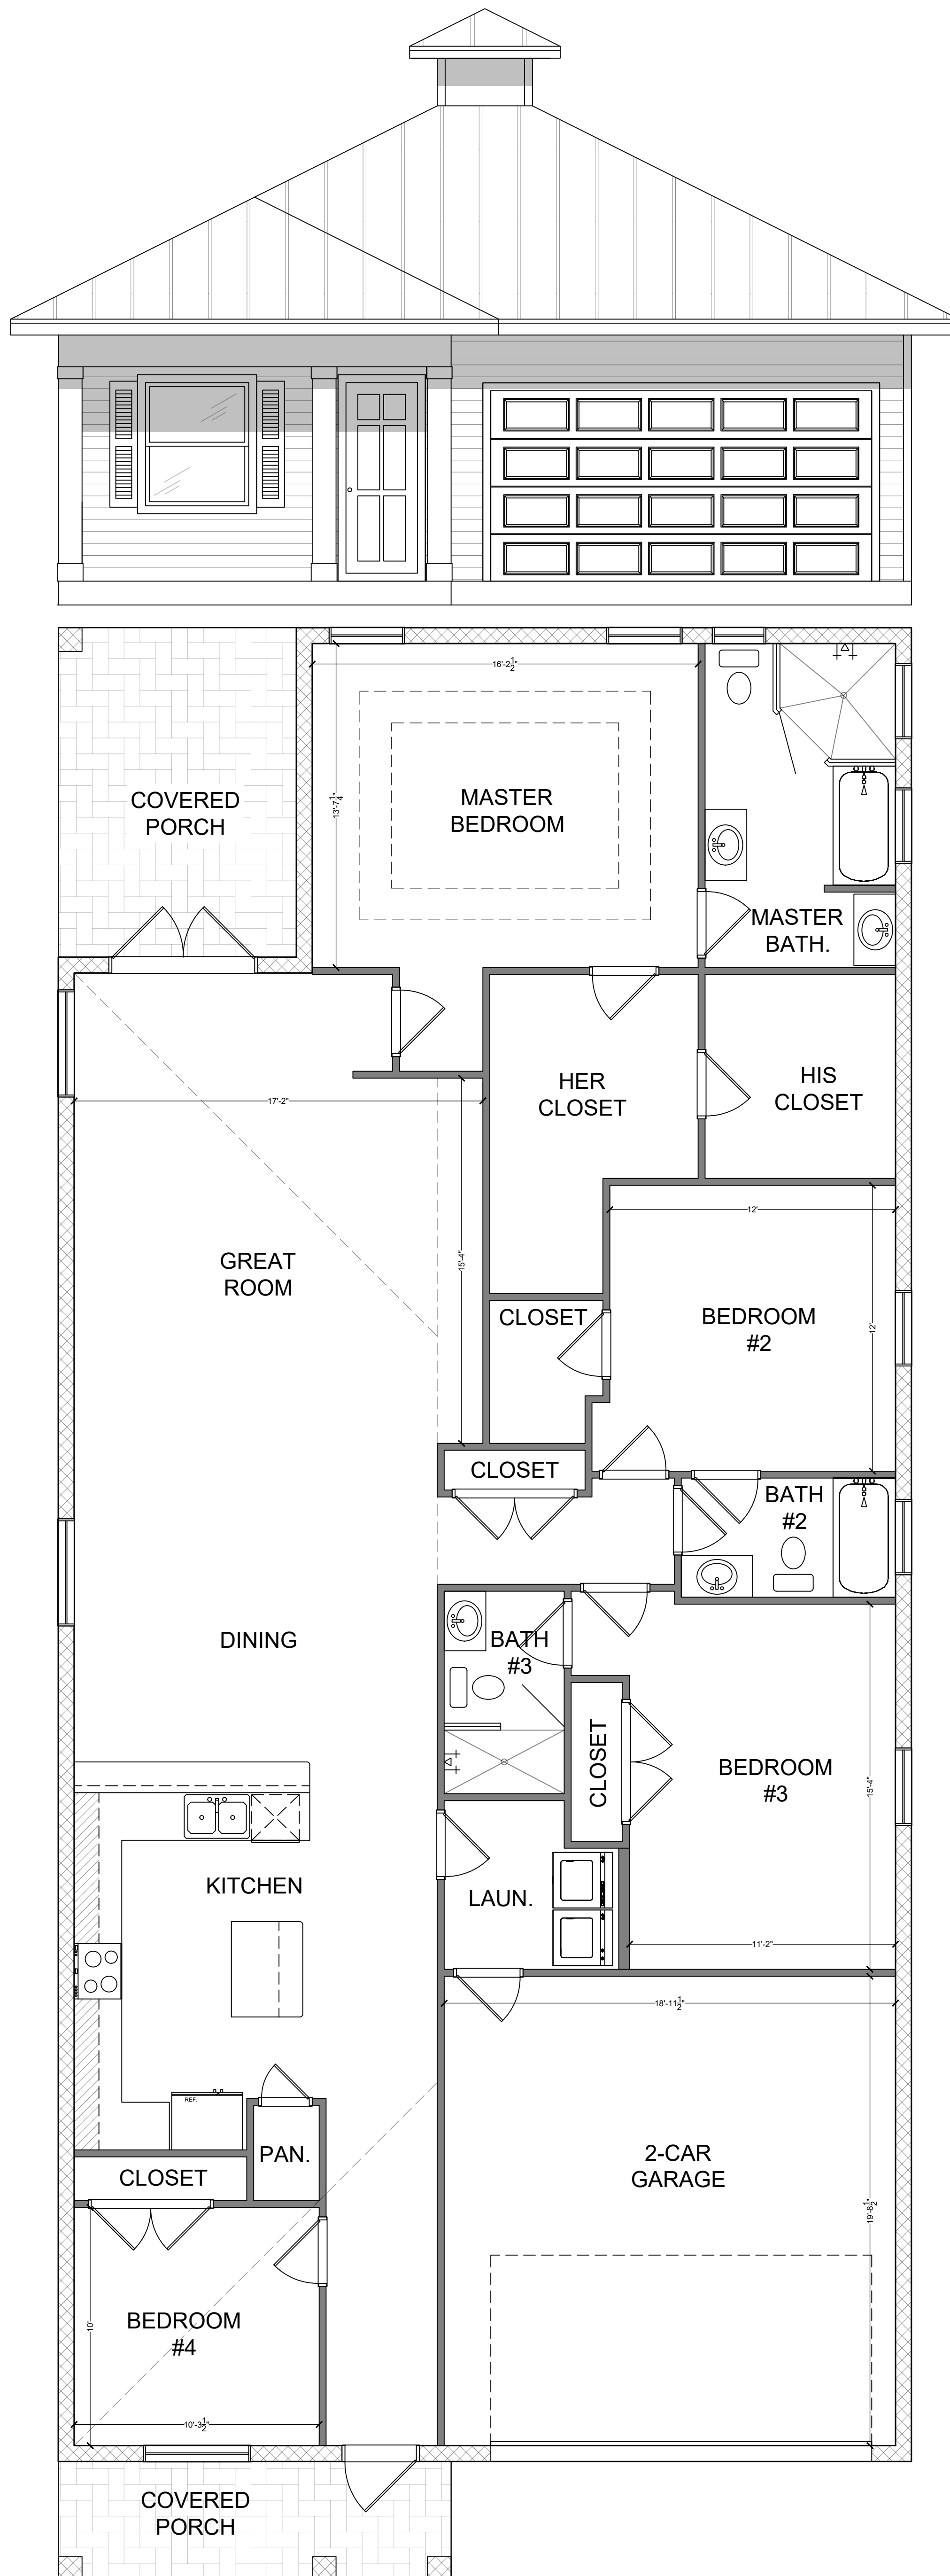 16'-2½"
13'-7¼"
COVERED
PORCH
MASTER
BEDROOM
MASTER
BATH.
HER
CLOSET
HIS
CLOSET
17'-2"
12'
15'-4"
GREAT
ROOM
CLOSET
BEDROOM
#2
12'
CLOSET
BATH
#2
DINING
BATH
#3
CLOSET
BEDROOM
#3
15'-4"
KITCHEN
LAUN.
11'-2"
18'-11½"
REF.
PAN.
CLOSET
2-CAR
GARAGE
19'-8½"
BEDROOM
#4
10'
10'-3½"
COVERED
PORCH